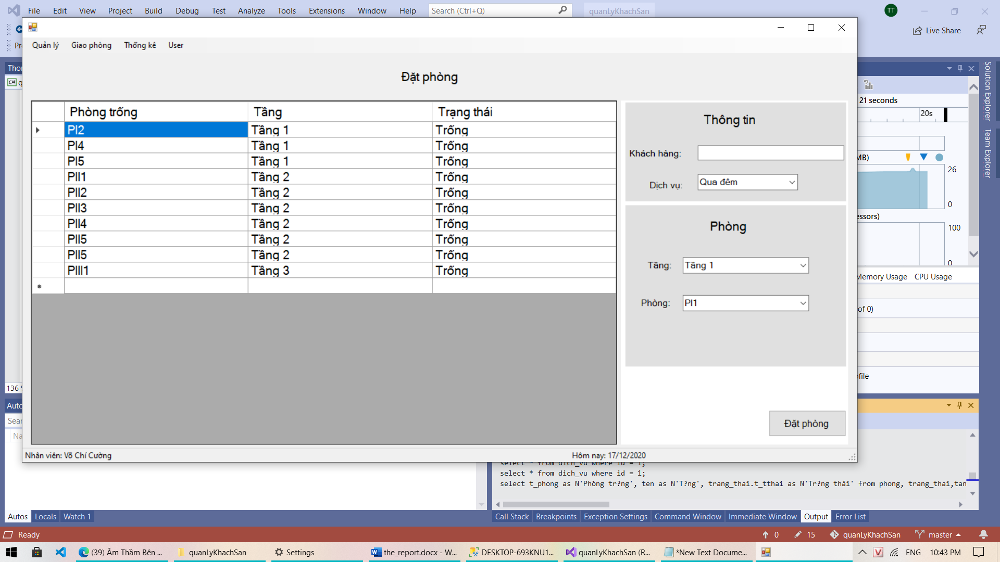 File Edit View Project Build Debug Test Analyze Tools Extensions Window Help Search (Ctrl+Q) quanLyKhachSan TT
Live Share
Quản lý Giao phòng Thống kê User
Đặt phòng
Phòng trống Tầng Trạng thái
PI2 Tầng 1 Trống
PI4 Tầng 1 Trống
PI5 Tầng 1 Trống
PII1 Tầng 2 Trống
PII2 Tầng 2 Trống
PII3 Tầng 2 Trống
PII4 Tầng 2 Trống
PII5 Tầng 2 Trống
PII5 Tầng 2 Trống
PIII1 Tầng 3 Trống
Thông tin
Khách hàng:
Dịch vụ: Qua đêm
Phòng
Tầng: Tầng 1
Phòng: PI1
Đặt phòng
Nhân viên: Võ Chí Cường Hôm nay: 17/12/2020
21 seconds
20s
MB)
26
0
essors)
100
0
Memory Usage CPU Usage
of 0)
ofile
Solution Explorer
Team Explorer
136
select * from dich_vu where id = 1;
select * from dich_vu where id = 1;
select t_phong as N'Phòng tr?ng', ten as N'T?ng', trang_thai.t_tthai as N'Tr?ng thái' from phong, trang_thai,tan
Autos Locals Watch 1
Call Stack Breakpoints Exception Settings Command Window Immediate Window Output Error List
Ready 0 15 quanLyKhachSan master
(39) Âm Thầm Bên ... quanLyKhachSan Settings the_report.docx - W... DESKTOP-693KNU1... quanLyKhachSan (R... *New Text Docume... ENG 10:43 PM